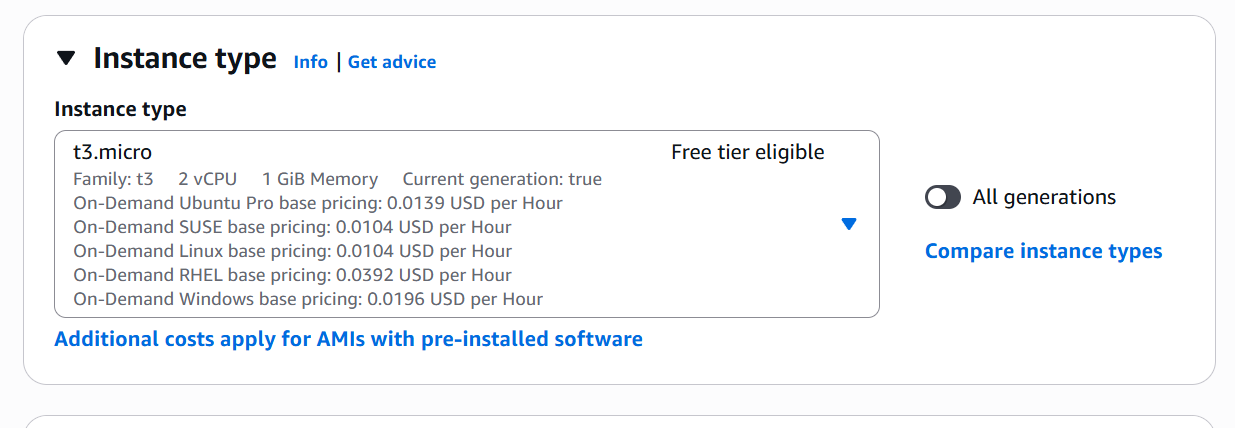 Instance type Info | Get advice
Instance type
t3.micro Free tier eligible
Family: t3 2 vCPU 1 GiB Memory Current generation: true
On-Demand Ubuntu Pro base pricing: 0.0139 USD per Hour
On-Demand SUSE base pricing: 0.0104 USD per Hour
On-Demand Linux base pricing: 0.0104 USD per Hour
On-Demand RHEL base pricing: 0.0392 USD per Hour
On-Demand Windows base pricing: 0.0196 USD per Hour
All generations
Compare instance types
Additional costs apply for AMIs with pre-installed software